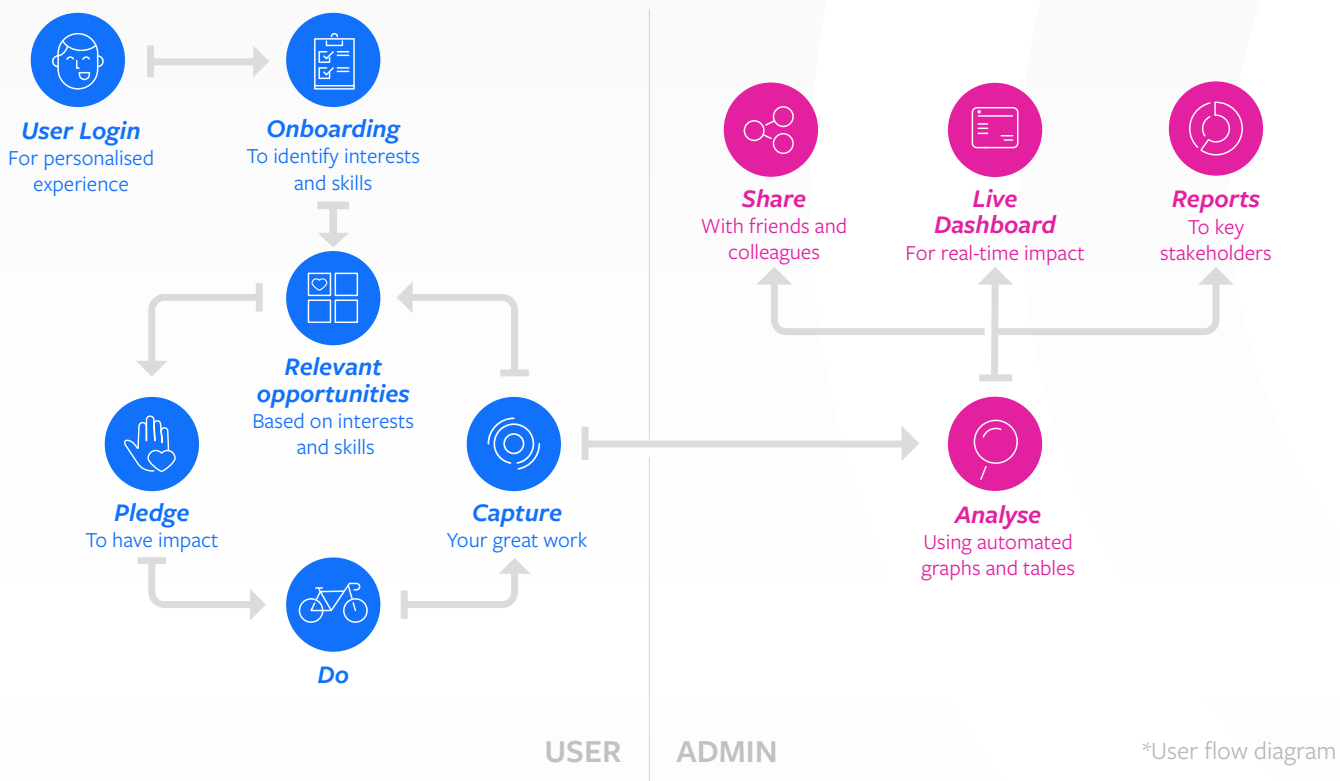 User Login
For personalised
experience
Onboarding
To identify interests
and skills
Relevant
opportunities
Based on interests
and skills
Pledge
To have impact
Capture
Your great work
Do
Share
With friends and
colleagues
Live
Dashboard
For real-time impact
Reports
To key
stakeholders
Analyse
Using automated
graphs and tables
USER
ADMIN
*User flow diagram